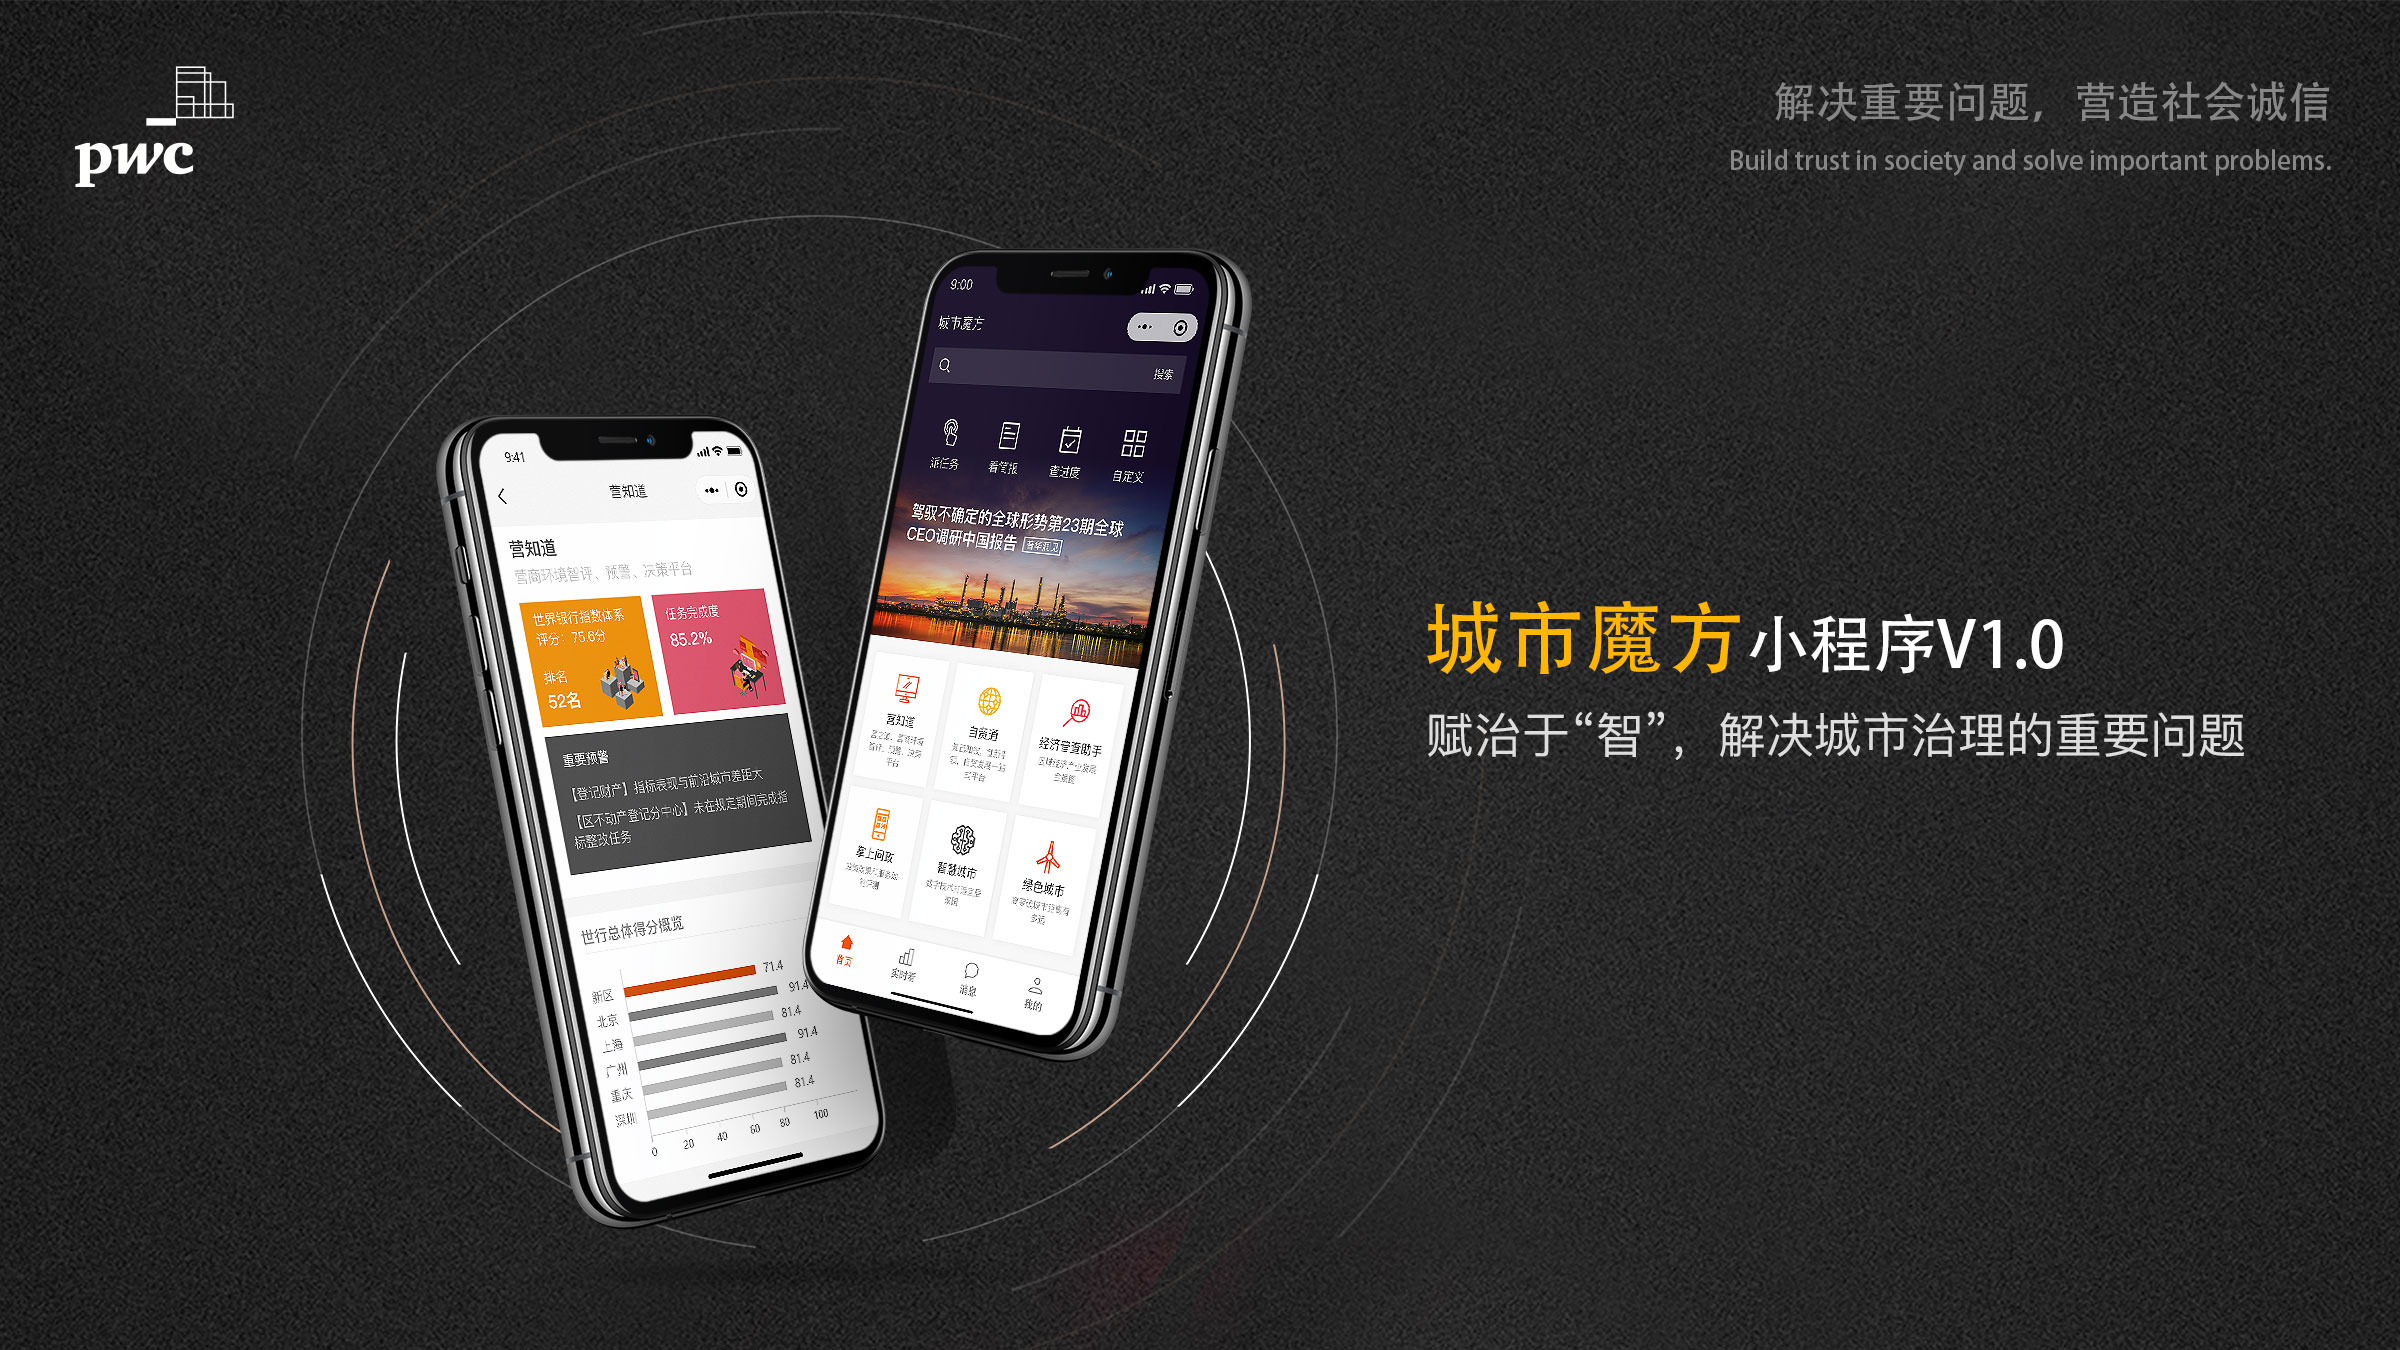 pwc
解决重要问题，营造社会诚信
Build trust in society and solve important problems.
9:41
营知道
营知道
营商环境智评、预警、决策平台
世界银行指数体系
评分：75.6分
排名
52名
任务完成度
85.2%
重要预警
【登记财产】指标表现与前沿城市差距大
【区不动产登记分中心】未在规定期间完成指
标整改任务
世行总体得分概览
新区 71.4
北京 91.4
上海 81.4
广州 91.4
重庆 81.4
深圳 81.4
0 20 40 60 80 100
9:00
城市魔方
搜索
派任务 看简报 查进度 自定义
驾驭不确定的全球形势第23期全球
CEO调研中国报告
营知道 自贸通 经济普查助手
掌上问政 智慧城市 绿色城市
首页 实时看 消息 我的
城市魔方小程序V1.0
赋治于“智”，解决城市治理的重要问题